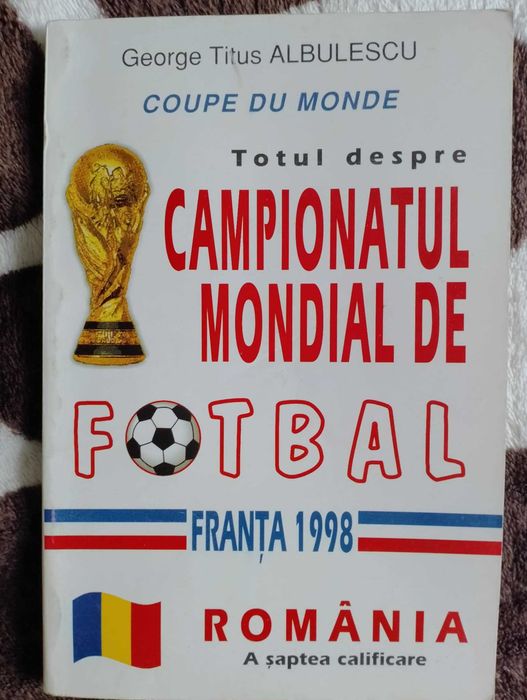 George Titus ALBULESCU
COUPE DU MONDE
Totul despre
CAMPIONATUL
MONDIAL DE
FOTBAL
FRANȚA 1998
ROMÂNIA
A șaptea calificare